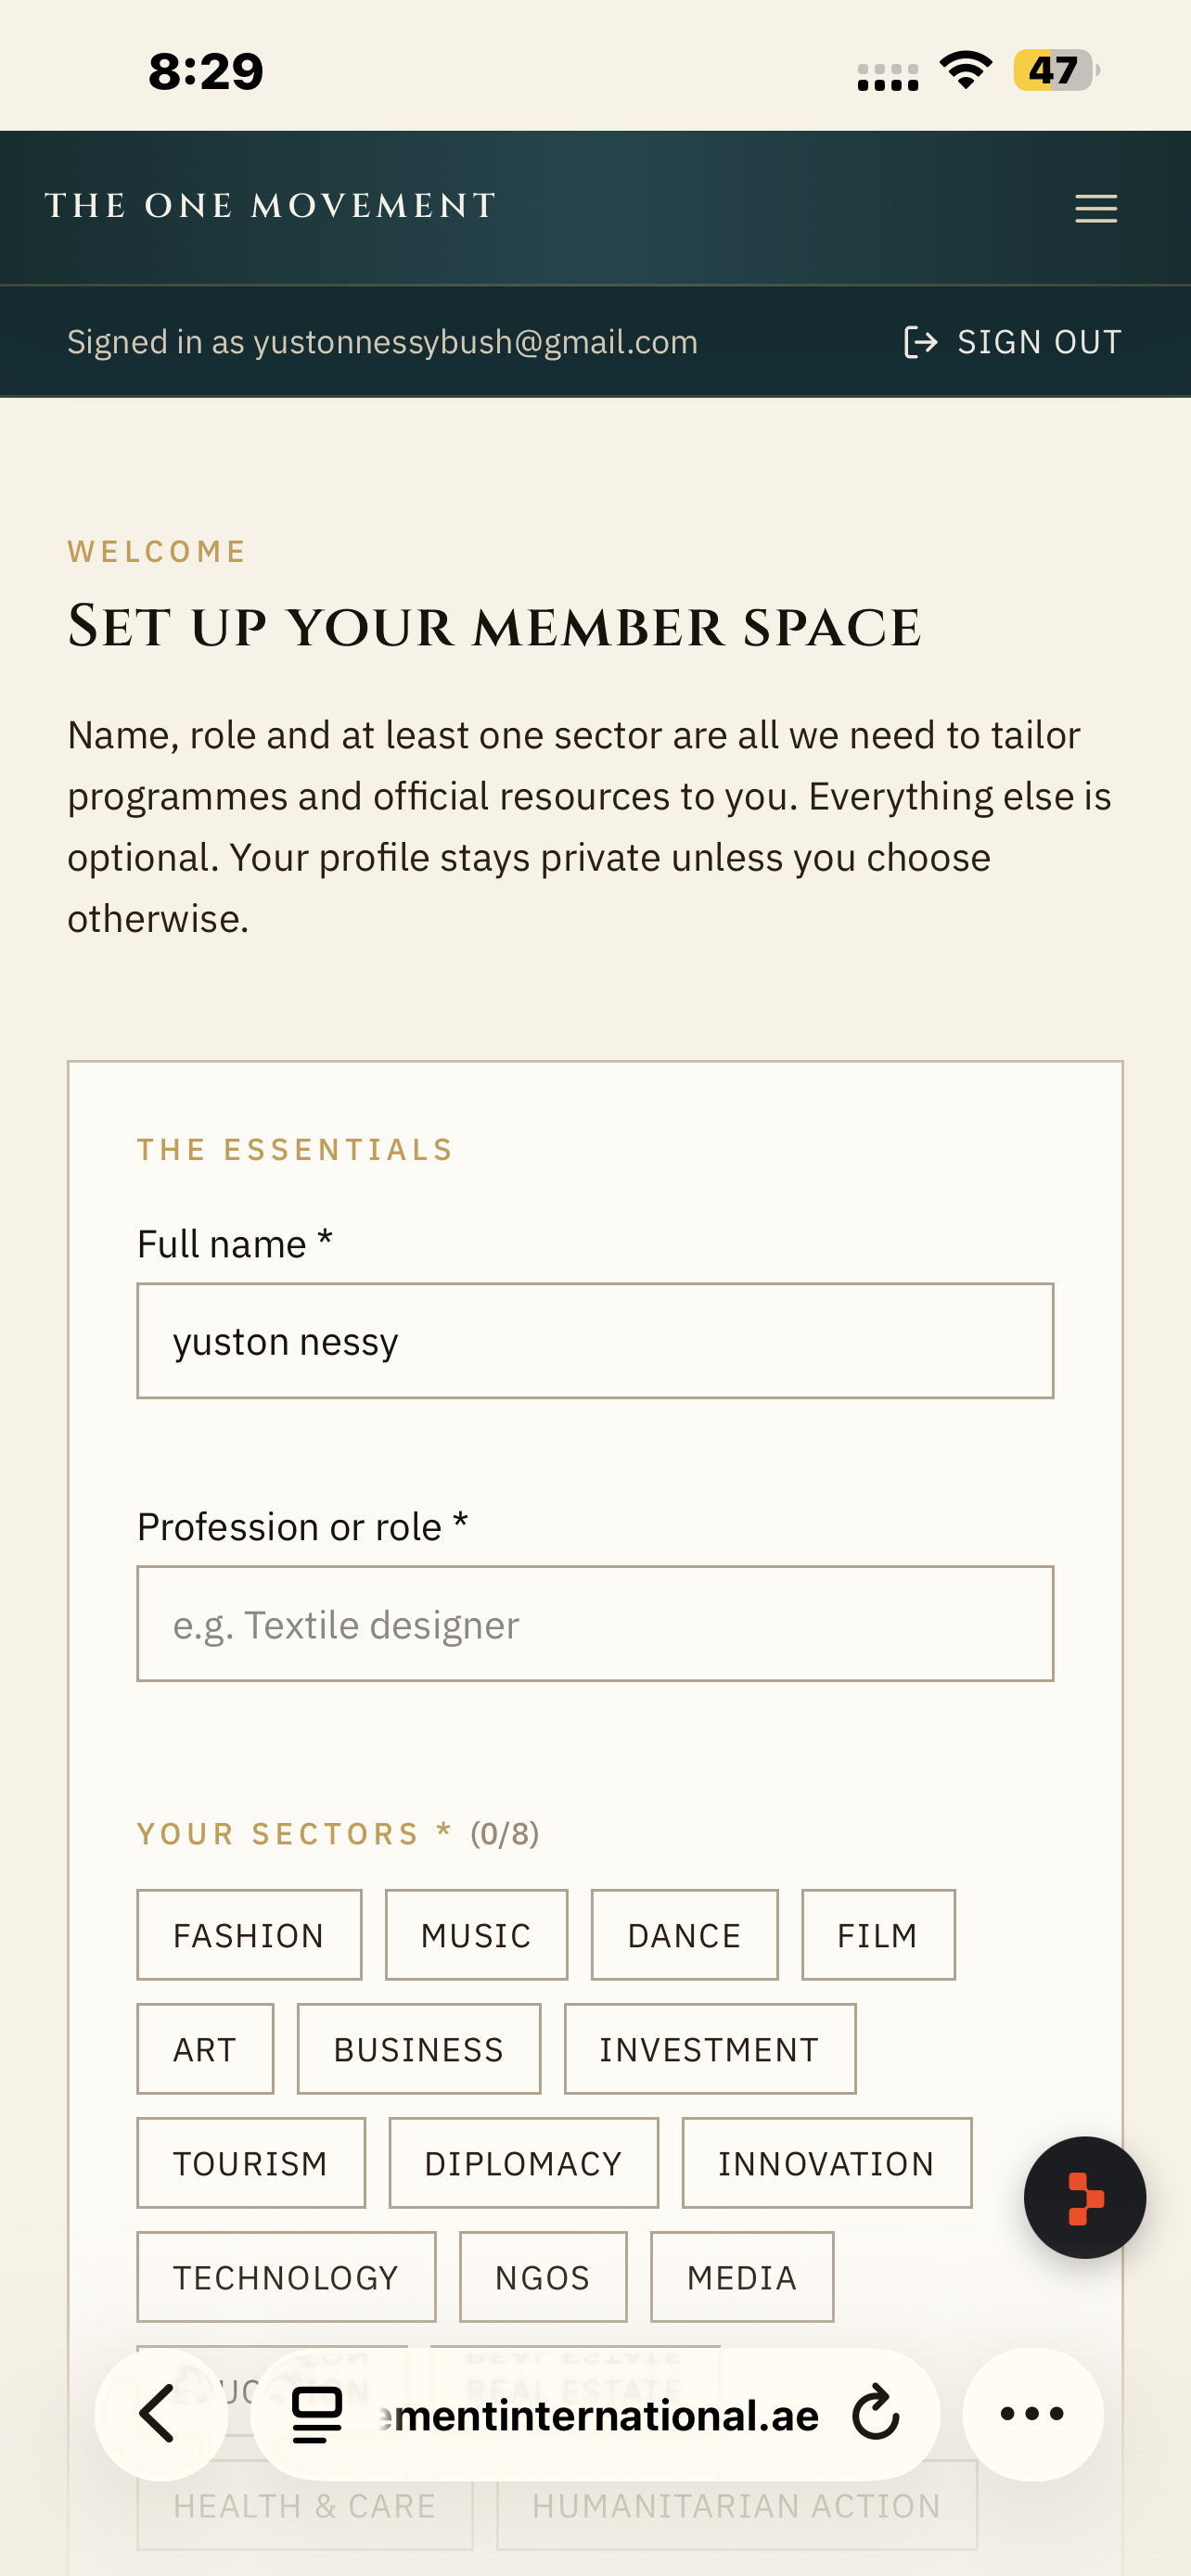 8:29
47
THE ONE MOVEMENT
Signed in as yustonnessybush@gmail.com
SIGN OUT
WELCOME
SET UP YOUR MEMBER SPACE
Name, role and at least one sector are all we need to tailor
programmes and official resources to you. Everything else is
optional. Your profile stays private unless you choose
otherwise.
THE ESSENTIALS
Full name *
yuston nessy
Profession or role *
e.g. Textile designer
YOUR SECTORS * (0/8)
FASHION MUSIC DANCE FILM
ART BUSINESS INVESTMENT
TOURISM DIPLOMACY INNOVATION
TECHNOLOGY NGOS MEDIA
REAL ESTATE
ementinternational.ae
HEALTH & CARE HUMANITARIAN ACTION